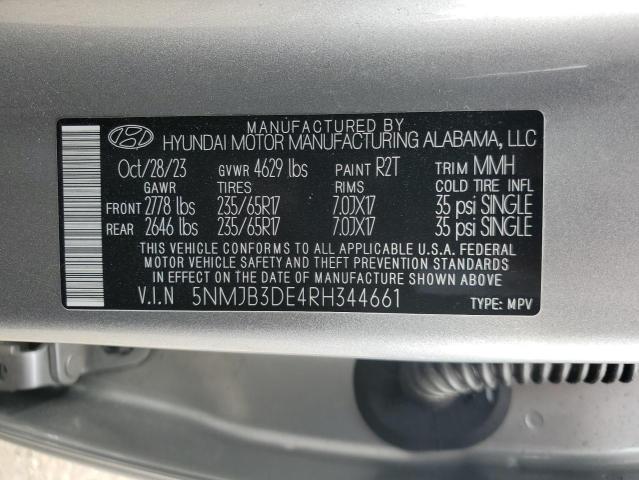 MANUFACTURED BY
HYUNDAI MOTOR MANUFACTURING ALABAMA, LLC
Oct/28/23 GVWR 4629 lbs PAINT R2T TRIM MMH
GAWR TIRES RIMS COLD TIRE INFL
FRONT 2778 lbs 235/65R17 7.0JX17 35 psi SINGLE
REAR 2646 lbs 235/65R17 7.0JX17 35 psi SINGLE
THIS VEHICLE CONFORMS TO ALL APPLICABLE U.S.A. FEDERAL
MOTOR VEHICLE SAFETY AND THEFT PREVENTION STANDARDS
IN EFFECT ON THE DATE OF MANUFACTURE SHOWN ABOVE
V.I.N 5NMJB3DE4RH344661 TYPE: MPV